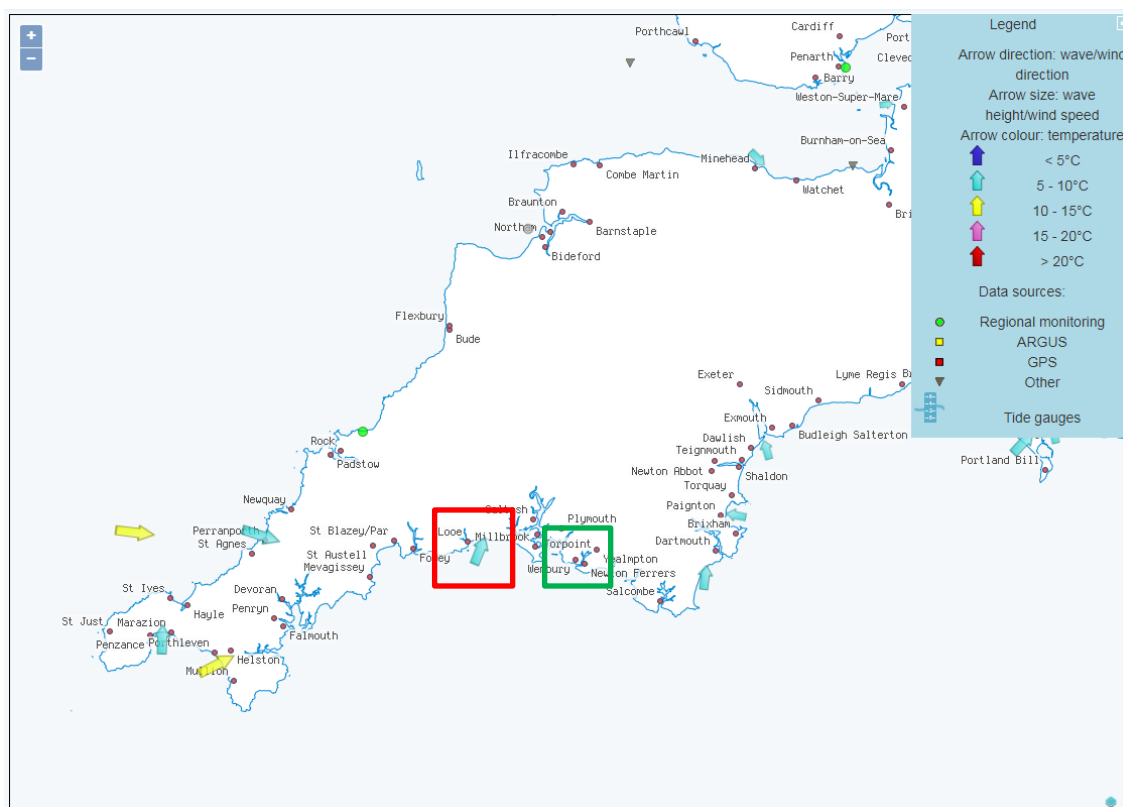 +
−
Legend
Arrow direction: wave/wind
direction
Arrow size: wave
height/wind speed
Arrow colour: temperature
< 5°C
5 - 10°C
10 - 15°C
15 - 20°C
> 20°C
Data sources:
Regional monitoring
ARGUS
GPS
Other
Tide gauges
Porthcawl
Cardiff
Port
Penarth
Cleved
Barry
Weston-Super-Mare
Burnham-on-Sea
Ilfracombe
Minehead
Combe Martin
Watchet
Braunton
Bri
Northam
Barnstaple
Bideford
Flexbury
Bude
Exeter
Lyme Regis
Sidmouth
Exmouth
Budleigh Salterton
Dawlish
Rock
Teignmouth
Padstow
Newton Abbot
Shaldon
Portland Bill
Torquay
Newquay
Paignton
Saltash
Plymouth
Brixham
Perranporth
St Blazey/Par
Looe
Millbrook
Torpoint
Dartmouth
St Agnes
St Austell
Fowey
Yealmpton
Mevagissey
Wembury
Newton Ferrers
St Ives
Devoran
Salcombe
Hayle
Penryn
St Just
Marazion
Falmouth
Penzance
Porthleven
Helston
Mullion